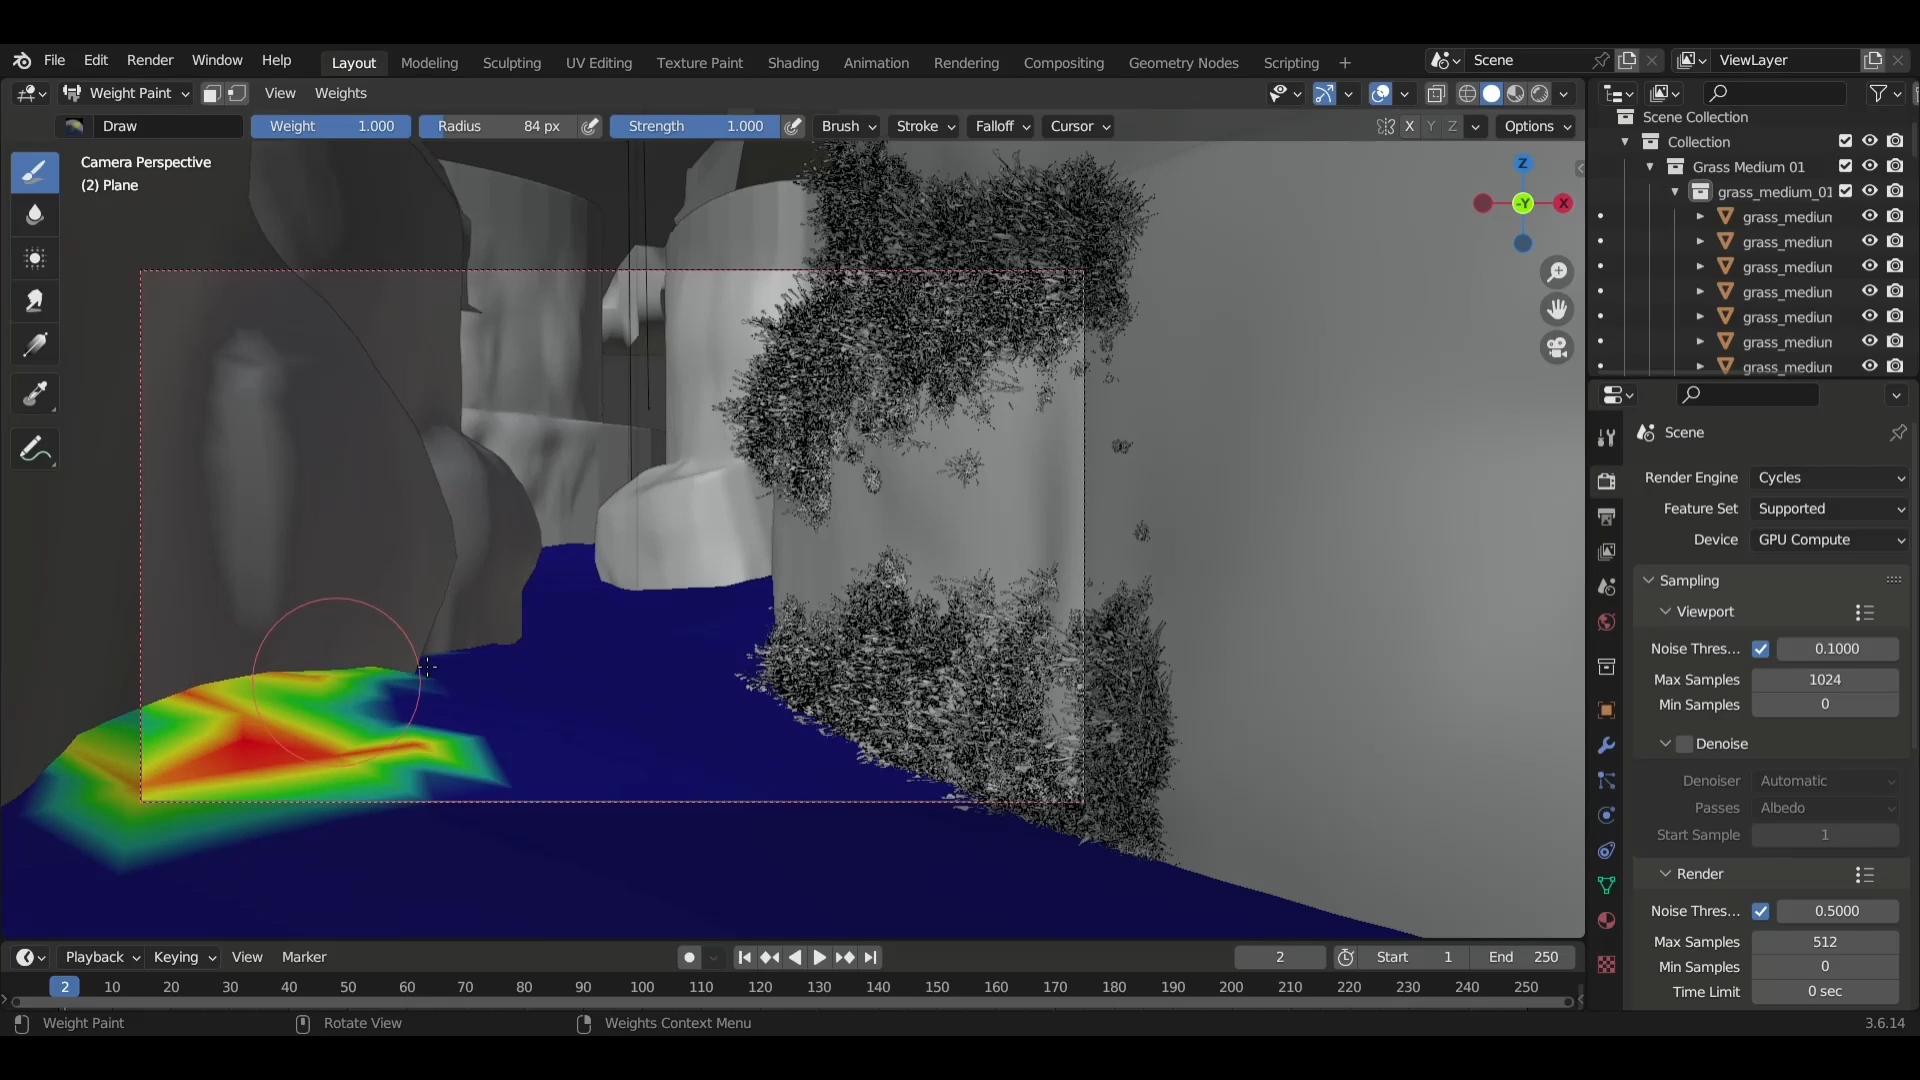 File Edit Render Window Help Layout Modeling Sculpting UV Editing Texture Paint Shading Animation Rendering Compositing Geometry Nodes Scripting + Scene ViewLayer
Weight Paint View Weights
Draw Weight 1.000 Radius 84 px Strength 1.000 Brush Stroke Falloff Cursor X Y Z Options
Camera Perspective
(2) Plane
Z
-Y X
Scene Collection
Collection
Grass Medium 01
grass_medium_01
grass_medium
grass_medium
grass_medium
grass_medium
grass_medium
grass_medium
grass_medium
Scene
Render Engine Cycles
Feature Set Supported
Device GPU Compute
Sampling
Viewport
Noise Thres... 0.1000
Max Samples 1024
Min Samples 0
Denoise
Denoiser Automatic
Passes Albedo
Start Sample 1
Render
Noise Thres... 0.5000
Max Samples 512
Min Samples 0
Time Limit 0 sec
Playback Keying View Marker 2 Start 1 End 250
2 10 20 30 40 50 60 70 80 90 100 110 120 130 140 150 160 170 180 190 200 210 220 230 240 250
Weight Paint Rotate View Weights Context Menu 3.6.14